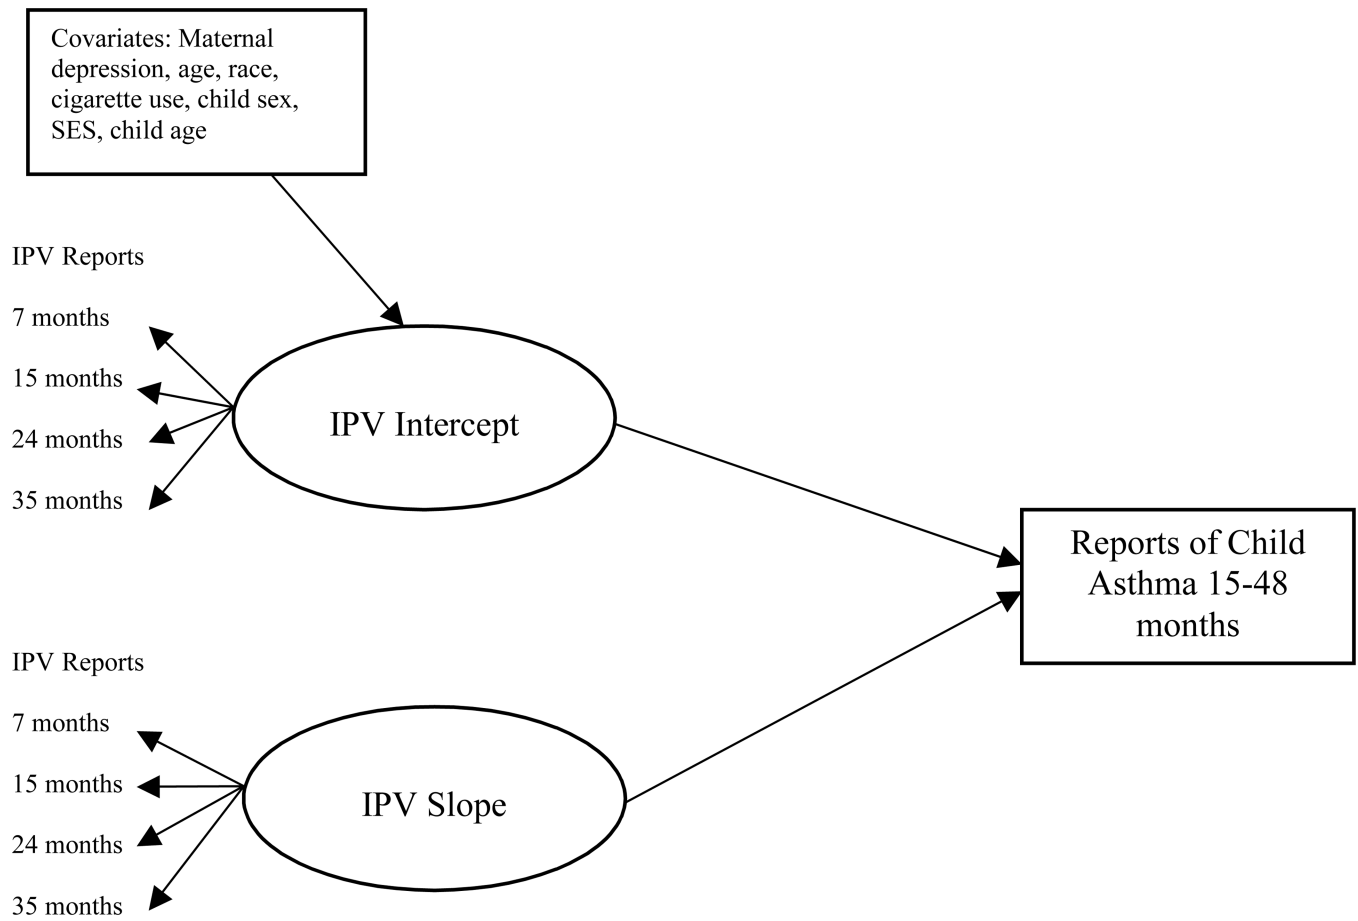 Covariates: Maternal
depression, age, race,
cigarette use, child sex,
SES, child age
IPV Reports
7 months
15 months
24 months
35 months
IPV Intercept
Reports of Child
Asthma 15-48
months
IPV Reports
7 months
15 months
24 months
35 months
IPV Slope